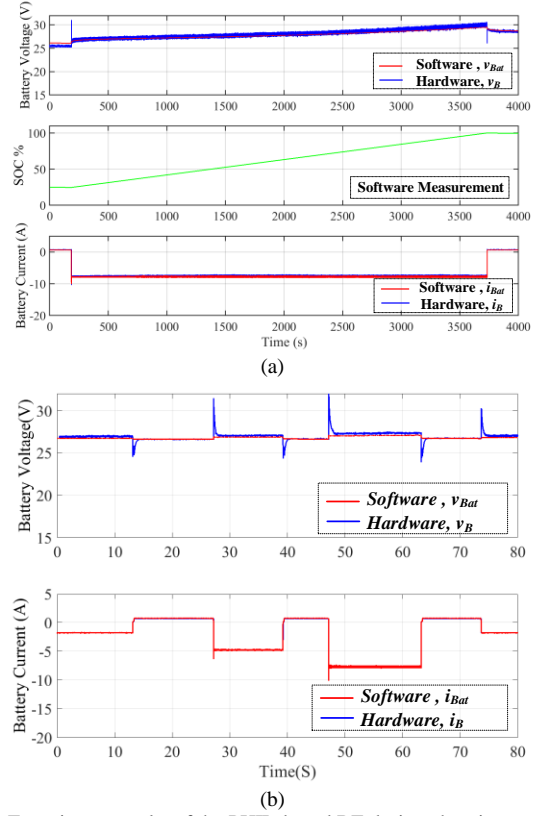 Battery Voltage (V)
30
25
20
15
0 500 1000 1500 2000 2500 3000 3500 4000
Software , vBat
Hardware, vB
SOC %
100
50
0
0 500 1000 1500 2000 2500 3000 3500 4000
Software Measurement
Battery Current (A)
0
-10
-20
0 500 1000 1500 2000 2500 3000 3500 4000
Software , iBat
Hardware, iB
Time (s)
(a)
Battery Voltage(V)
30
25
20
15
0 10 20 30 40 50 60 70 80
Software , vBat
Hardware, vB
Battery Current (A)
5
0
-5
-10
-15
-20
0 10 20 30 40 50 60 70 80
Software , iBat
Hardware, iB
Time(S)
(b)